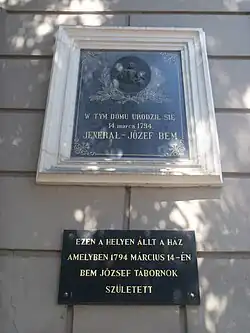 W TYM DOMU URODZIŁ SIĘ
14 marca 1794
JENERAŁ-JÓZEF BEM
EZEN A HELYEN ÁLLT A HÁZ
AMELYBEN 1794 MÁRCIUS 14-ÉN
BEM JÓZSEF TÁBORNOK
SZÜLETETT